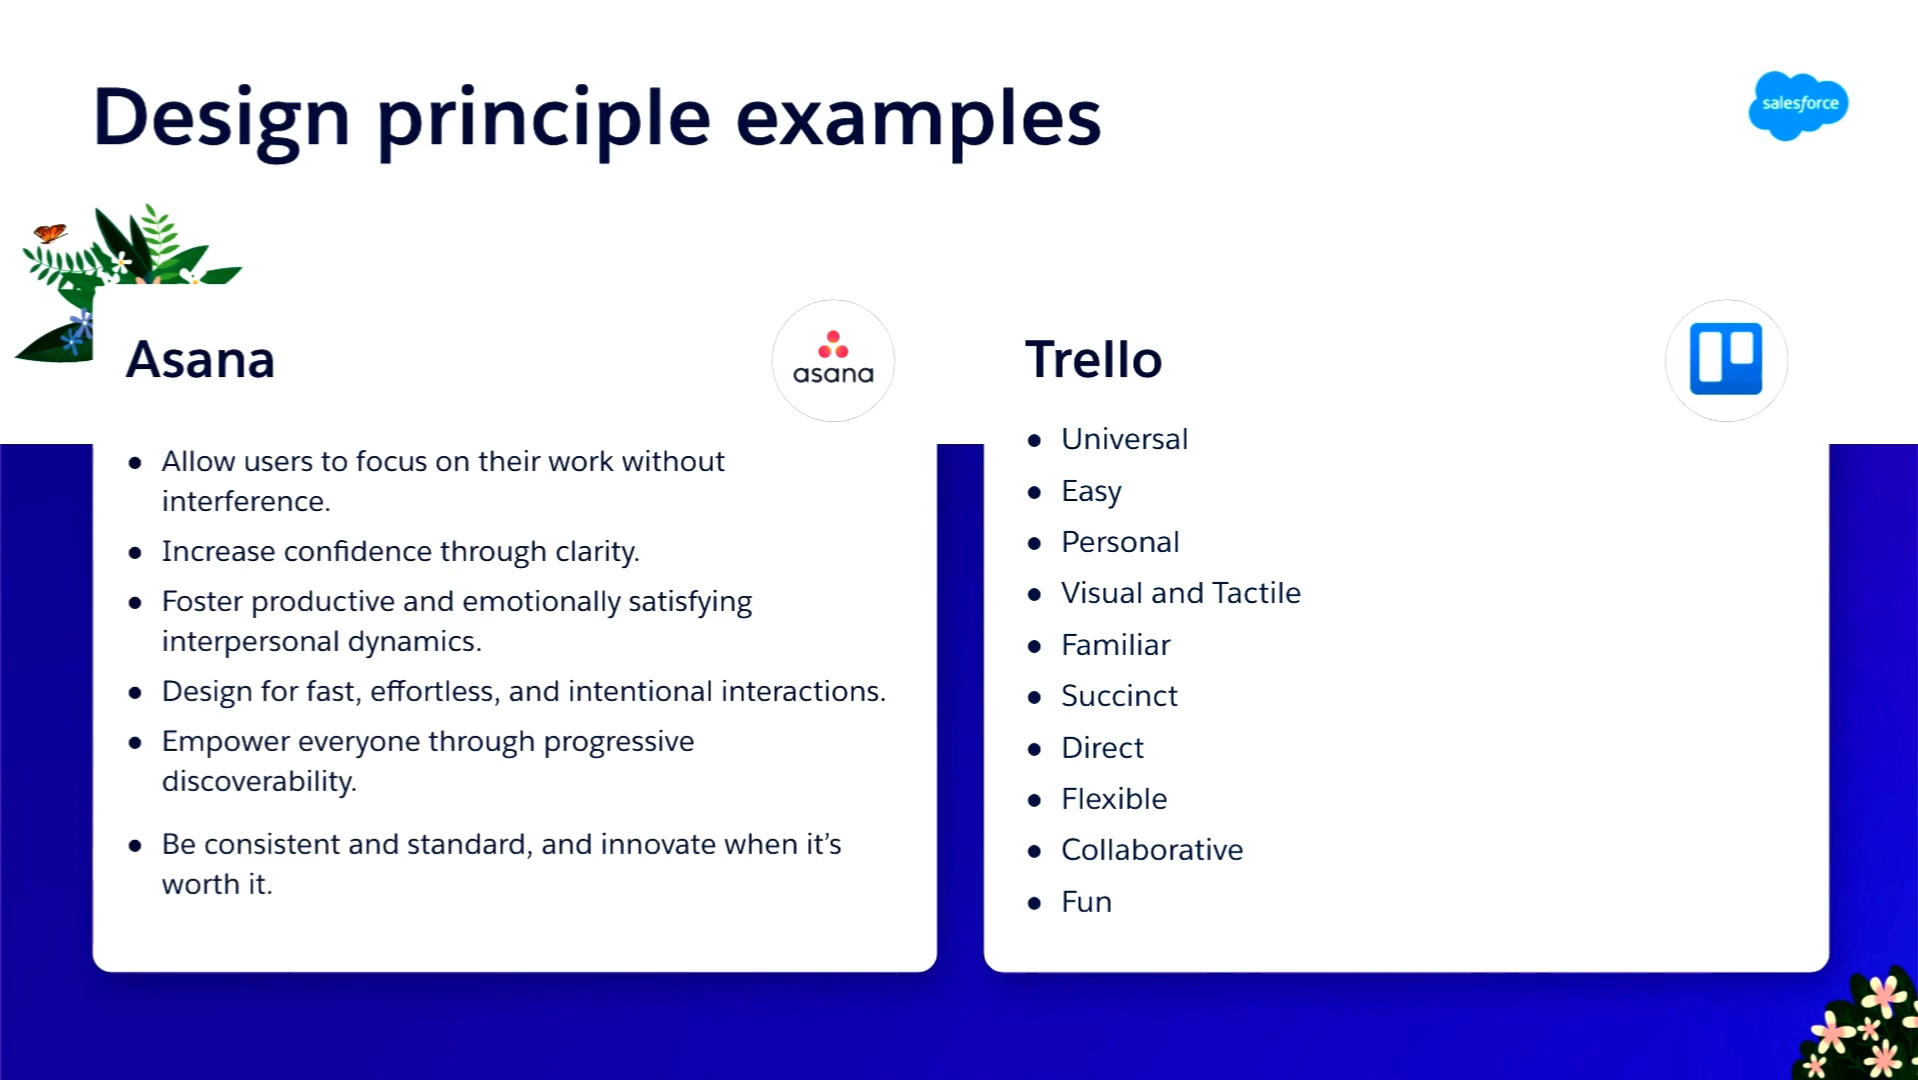 Design principle examples
salesforce
Asana
asana
● Allow users to focus on their work without
interference.
● Increase confidence through clarity.
● Foster productive and emotionally satisfying
interpersonal dynamics.
● Design for fast, effortless, and intentional interactions.
● Empower everyone through progressive
discoverability.
● Be consistent and standard, and innovate when it’s
worth it.
Trello
● Universal
● Easy
● Personal
● Visual and Tactile
● Familiar
● Succinct
● Direct
● Flexible
● Collaborative
● Fun